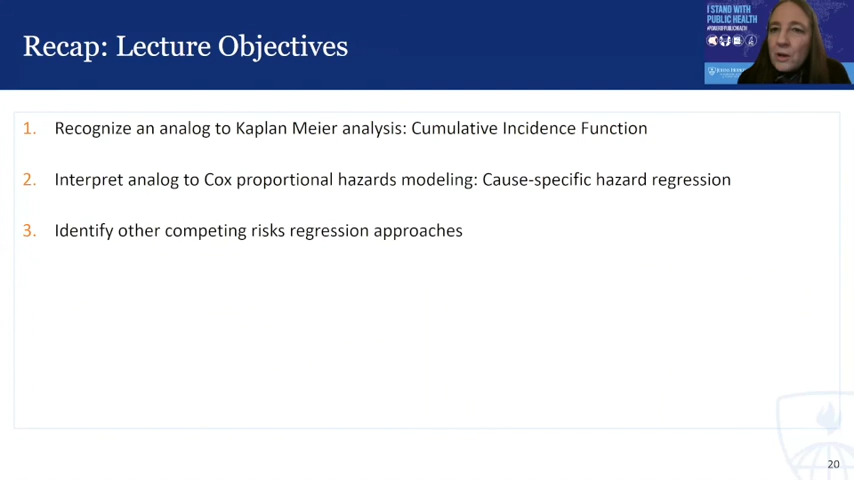 Recap: Lecture Objectives
I STAND WITH
PUBLIC HEALTH
1. Recognize an analog to Kaplan Meier analysis: Cumulative Incidence Function
2. Interpret analog to Cox proportional hazards modeling: Cause-specific hazard regression
3. Identify other competing risks regression approaches
20